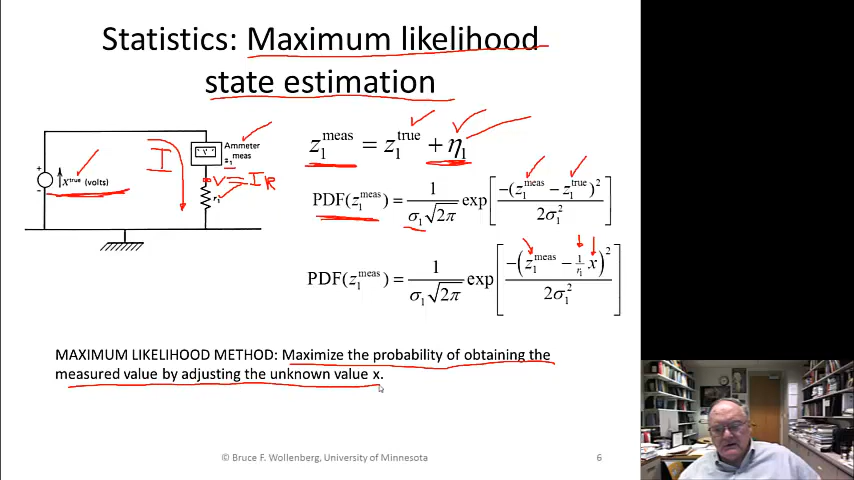 Statistics: Maximum likelihood
state estimation
Ammeter
z₁ meas
I
+
x^true (volts)
−
V = IR
r₁
z₁^meas = z₁^true + η₁
PDF(z₁^meas) = 1/(σ₁√2π) exp[−(z₁^meas − z₁^true)²/2σ₁²]
PDF(z₁^meas) = 1/(σ₁√2π) exp[−(z₁^meas − 1/r₁ x)²/2σ₁²]
MAXIMUM LIKELIHOOD METHOD: Maximize the probability of obtaining the
measured value by adjusting the unknown value x.
© Bruce F. Wollenberg, University of Minnesota
6